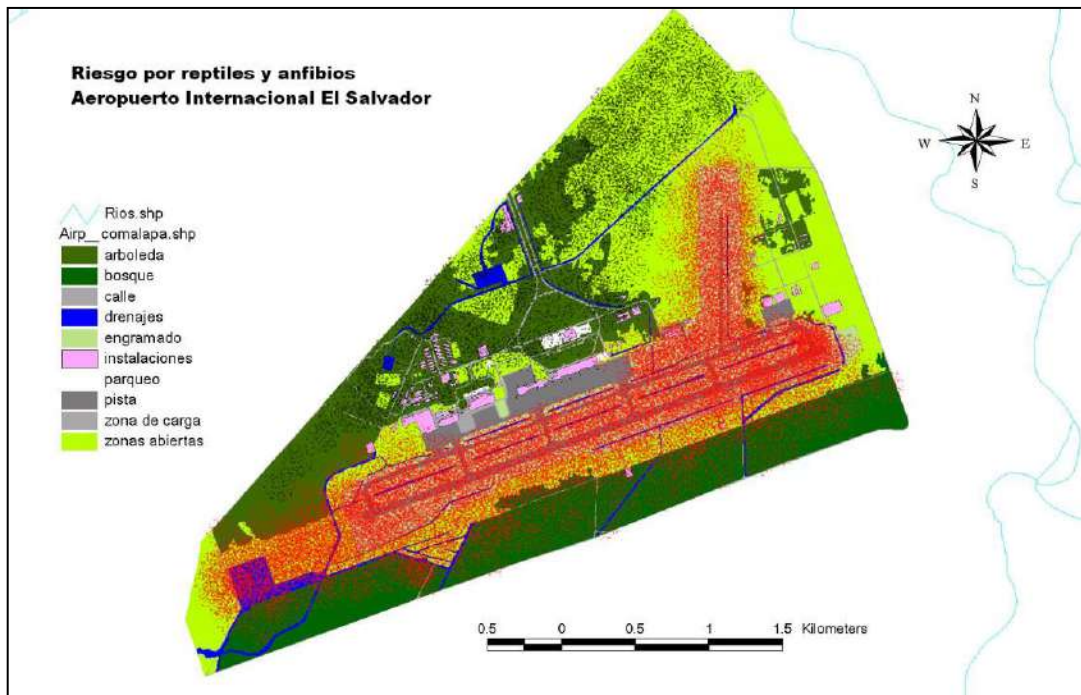 Riesgo por reptiles y anfibios
Aeropuerto Internacional El Salvador
N
W
E
S
Rios.shp
Airp__comalapa.shp
arboleda
bosque
calle
drenajes
engramado
instalaciones
parqueo
pista
zona de carga
zonas abiertas
0.5 0 0.5 1 1.5 Kilometers